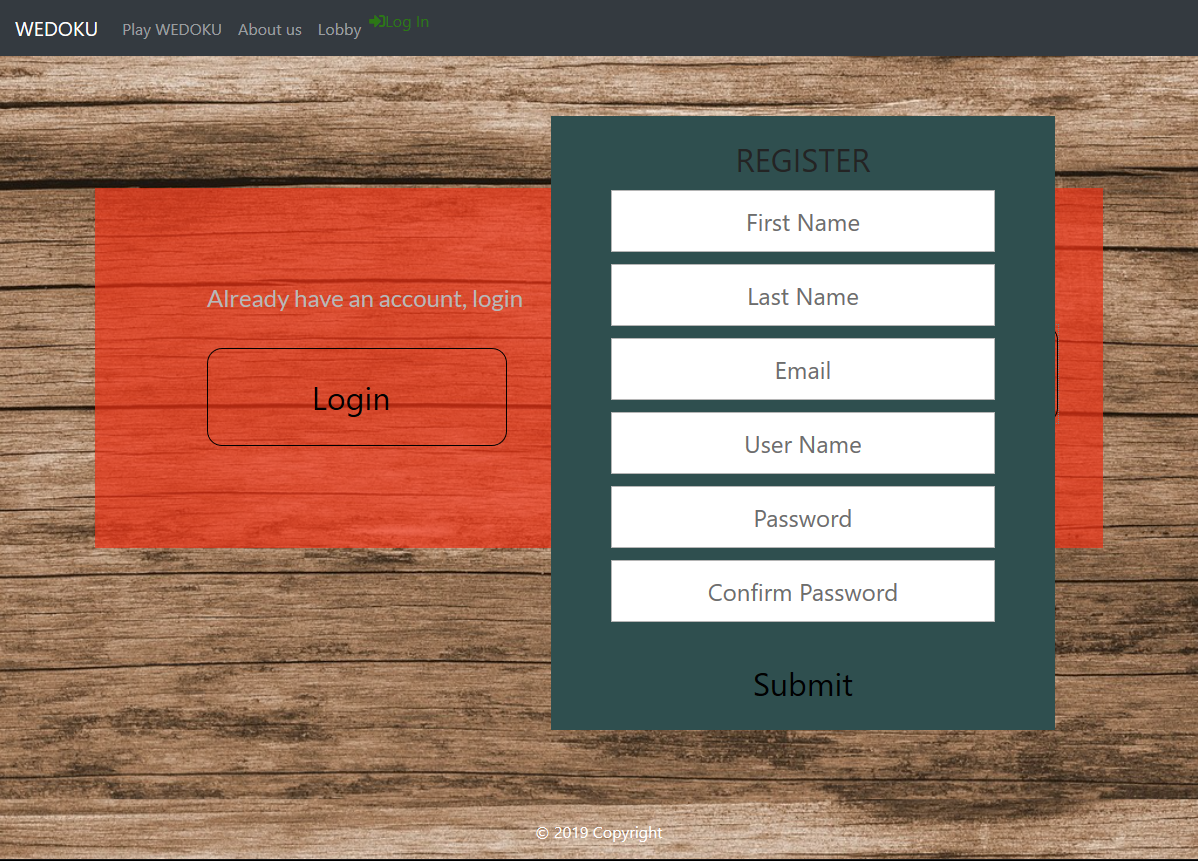 WEDOKU Play WEDOKU About us Lobby Log In
REGISTER
First Name
Last Name
Already have an account, login
Email
Login
User Name
Password
Confirm Password
Submit
© 2019 Copyright